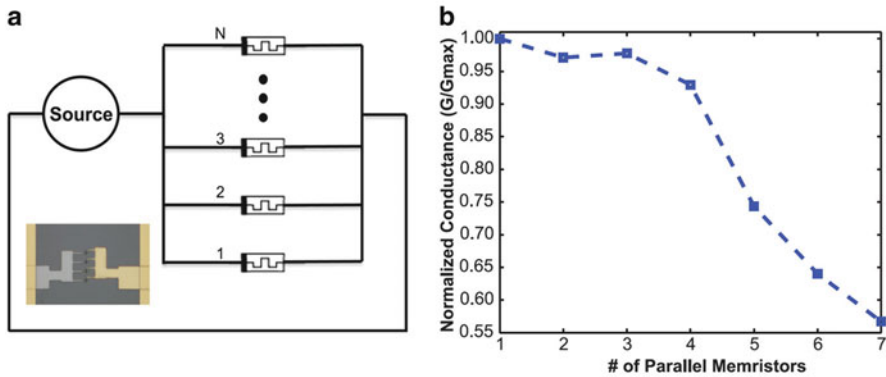 a
N
Source
3
2
1
b
Normalized Conductance (G/Gmax)
1.00
0.95
0.90
0.85
0.80
0.75
0.70
0.65
0.60
0.55
1 2 3 4 5 6 7
# of Parallel Memristors